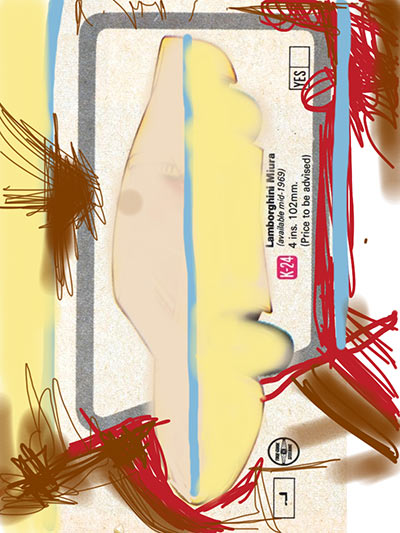 YES
Lamborghini Miura
(available mid-1969)
K-24
4 ins. 102mm.
(Price to be advised)